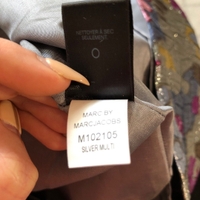 0
MARC BY
MARC JACOBS
M102105
SILVER MULTI